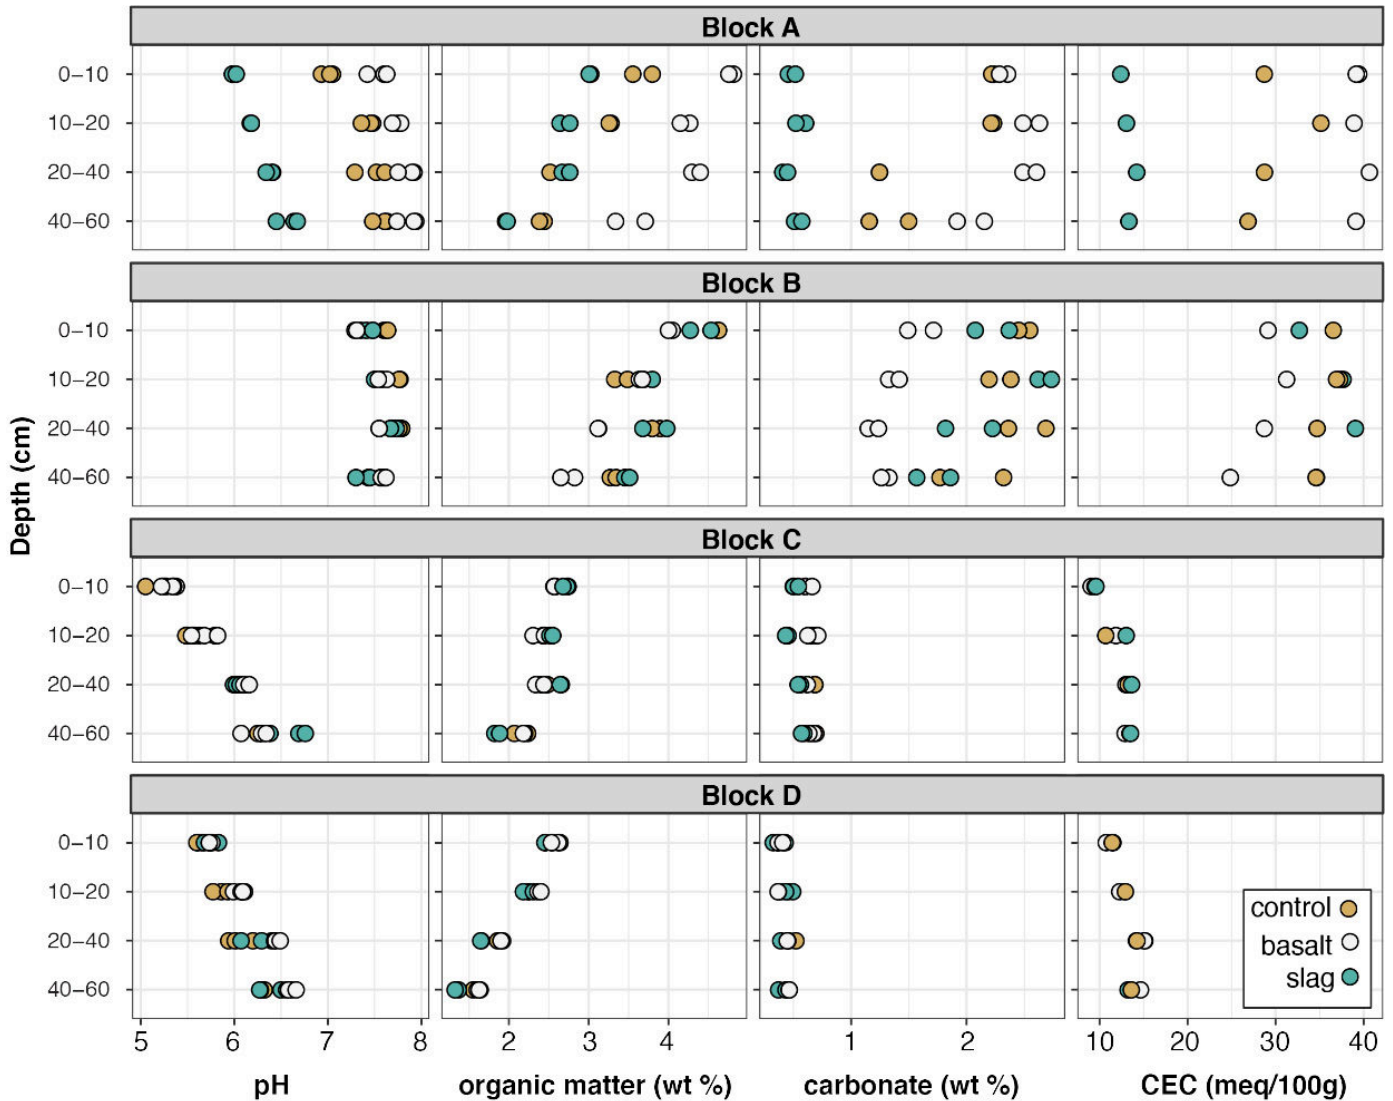 Block A
0–10
10–20
20–40
40–60
Block B
0–10
10–20
20–40
40–60
Depth (cm)
Block C
0–10
10–20
20–40
40–60
Block D
0–10
10–20
20–40
40–60
control
basalt
slag
5 6 7 8 2 3 4 1 2 10 20 30 40
pH organic matter (wt %) carbonate (wt %) CEC (meq/100g)